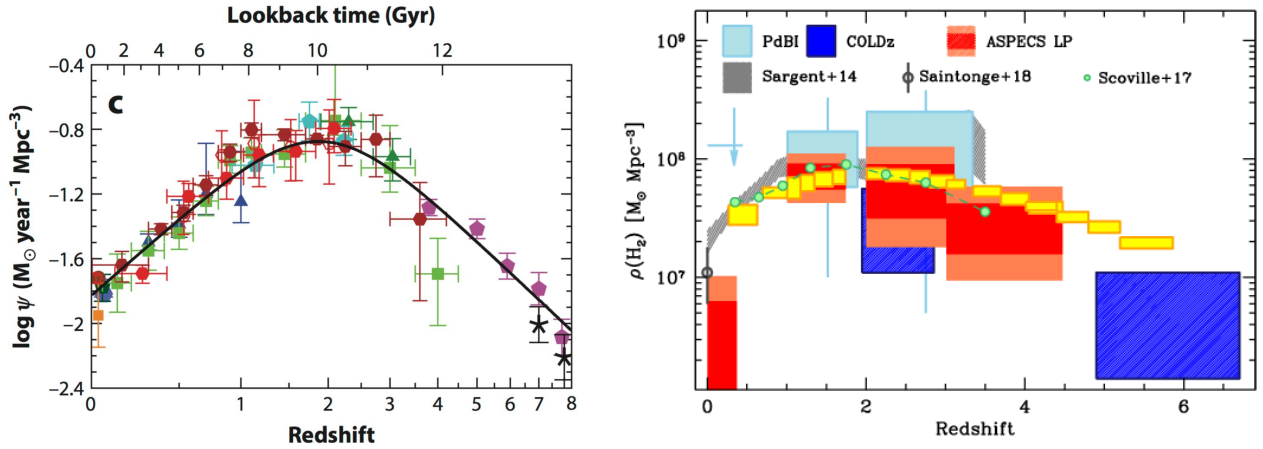 Lookback time (Gyr)
0 2 4 6 8 10 12
c
log ψ (M⊙ year⁻¹ Mpc⁻³)
−0.4
−0.8
−1.2
−1.6
−2
−2.4
0 1 2 3 4 5 6 7 8
Redshift
PdBI COLDz ASPECS LP
Sargent+14 Saintonge+18 Scoville+17
ρ(H₂) [M⊙ Mpc⁻³]
10⁹
10⁸
10⁷
0 2 4 6
Redshift